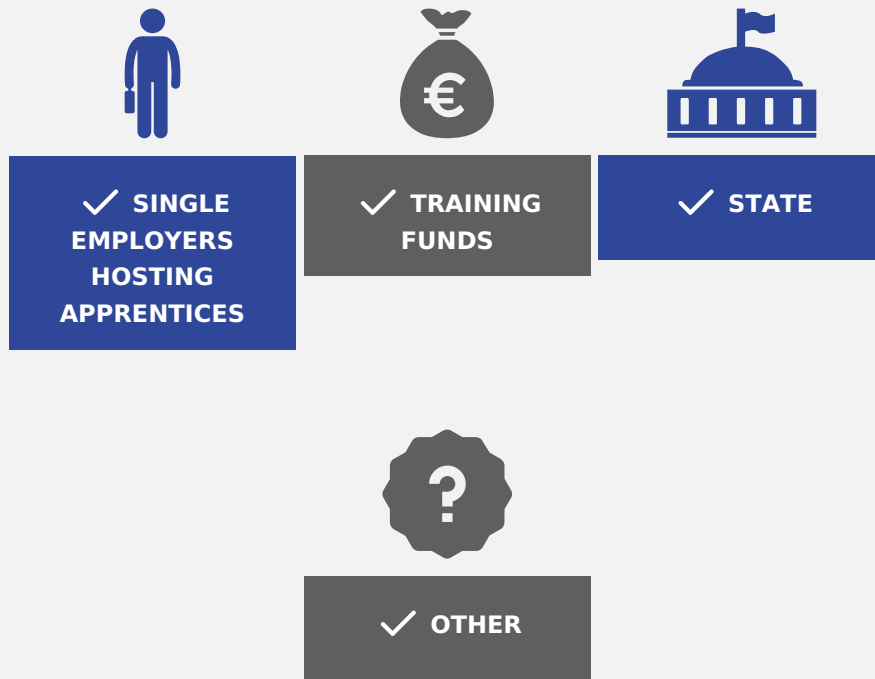 SINGLE
EMPLOYERS
HOSTING
APPRENTICES
€
TRAINING
FUNDS
STATE
?
OTHER